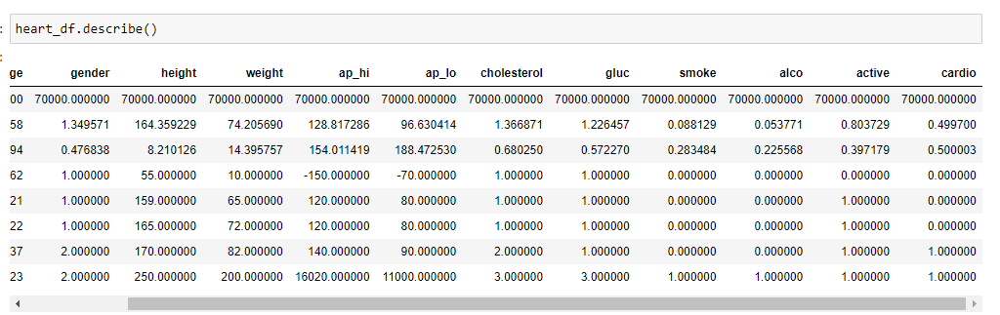 : heart_df.describe()
:
ge gender height weight ap_hi ap_lo cholesterol gluc smoke alco active cardio
00 70000.000000 70000.000000 70000.000000 70000.000000 70000.000000 70000.000000 70000.000000 70000.000000 70000.000000 70000.000000 70000.000000
58 1.349571 164.359229 74.205690 128.817286 96.630414 1.366871 1.226457 0.088129 0.053771 0.803729 0.499700
94 0.476838 8.210126 14.395757 154.011419 188.472530 0.680250 0.572270 0.283484 0.225568 0.397179 0.500003
62 1.000000 55.000000 10.000000 -150.000000 -70.000000 1.000000 1.000000 0.000000 0.000000 0.000000 0.000000
21 1.000000 159.000000 65.000000 120.000000 80.000000 1.000000 1.000000 0.000000 0.000000 1.000000 0.000000
22 1.000000 165.000000 72.000000 120.000000 80.000000 1.000000 1.000000 0.000000 0.000000 1.000000 0.000000
37 2.000000 170.000000 82.000000 140.000000 90.000000 2.000000 1.000000 0.000000 0.000000 1.000000 1.000000
23 2.000000 250.000000 200.000000 16020.000000 11000.000000 3.000000 3.000000 1.000000 1.000000 1.000000 1.000000